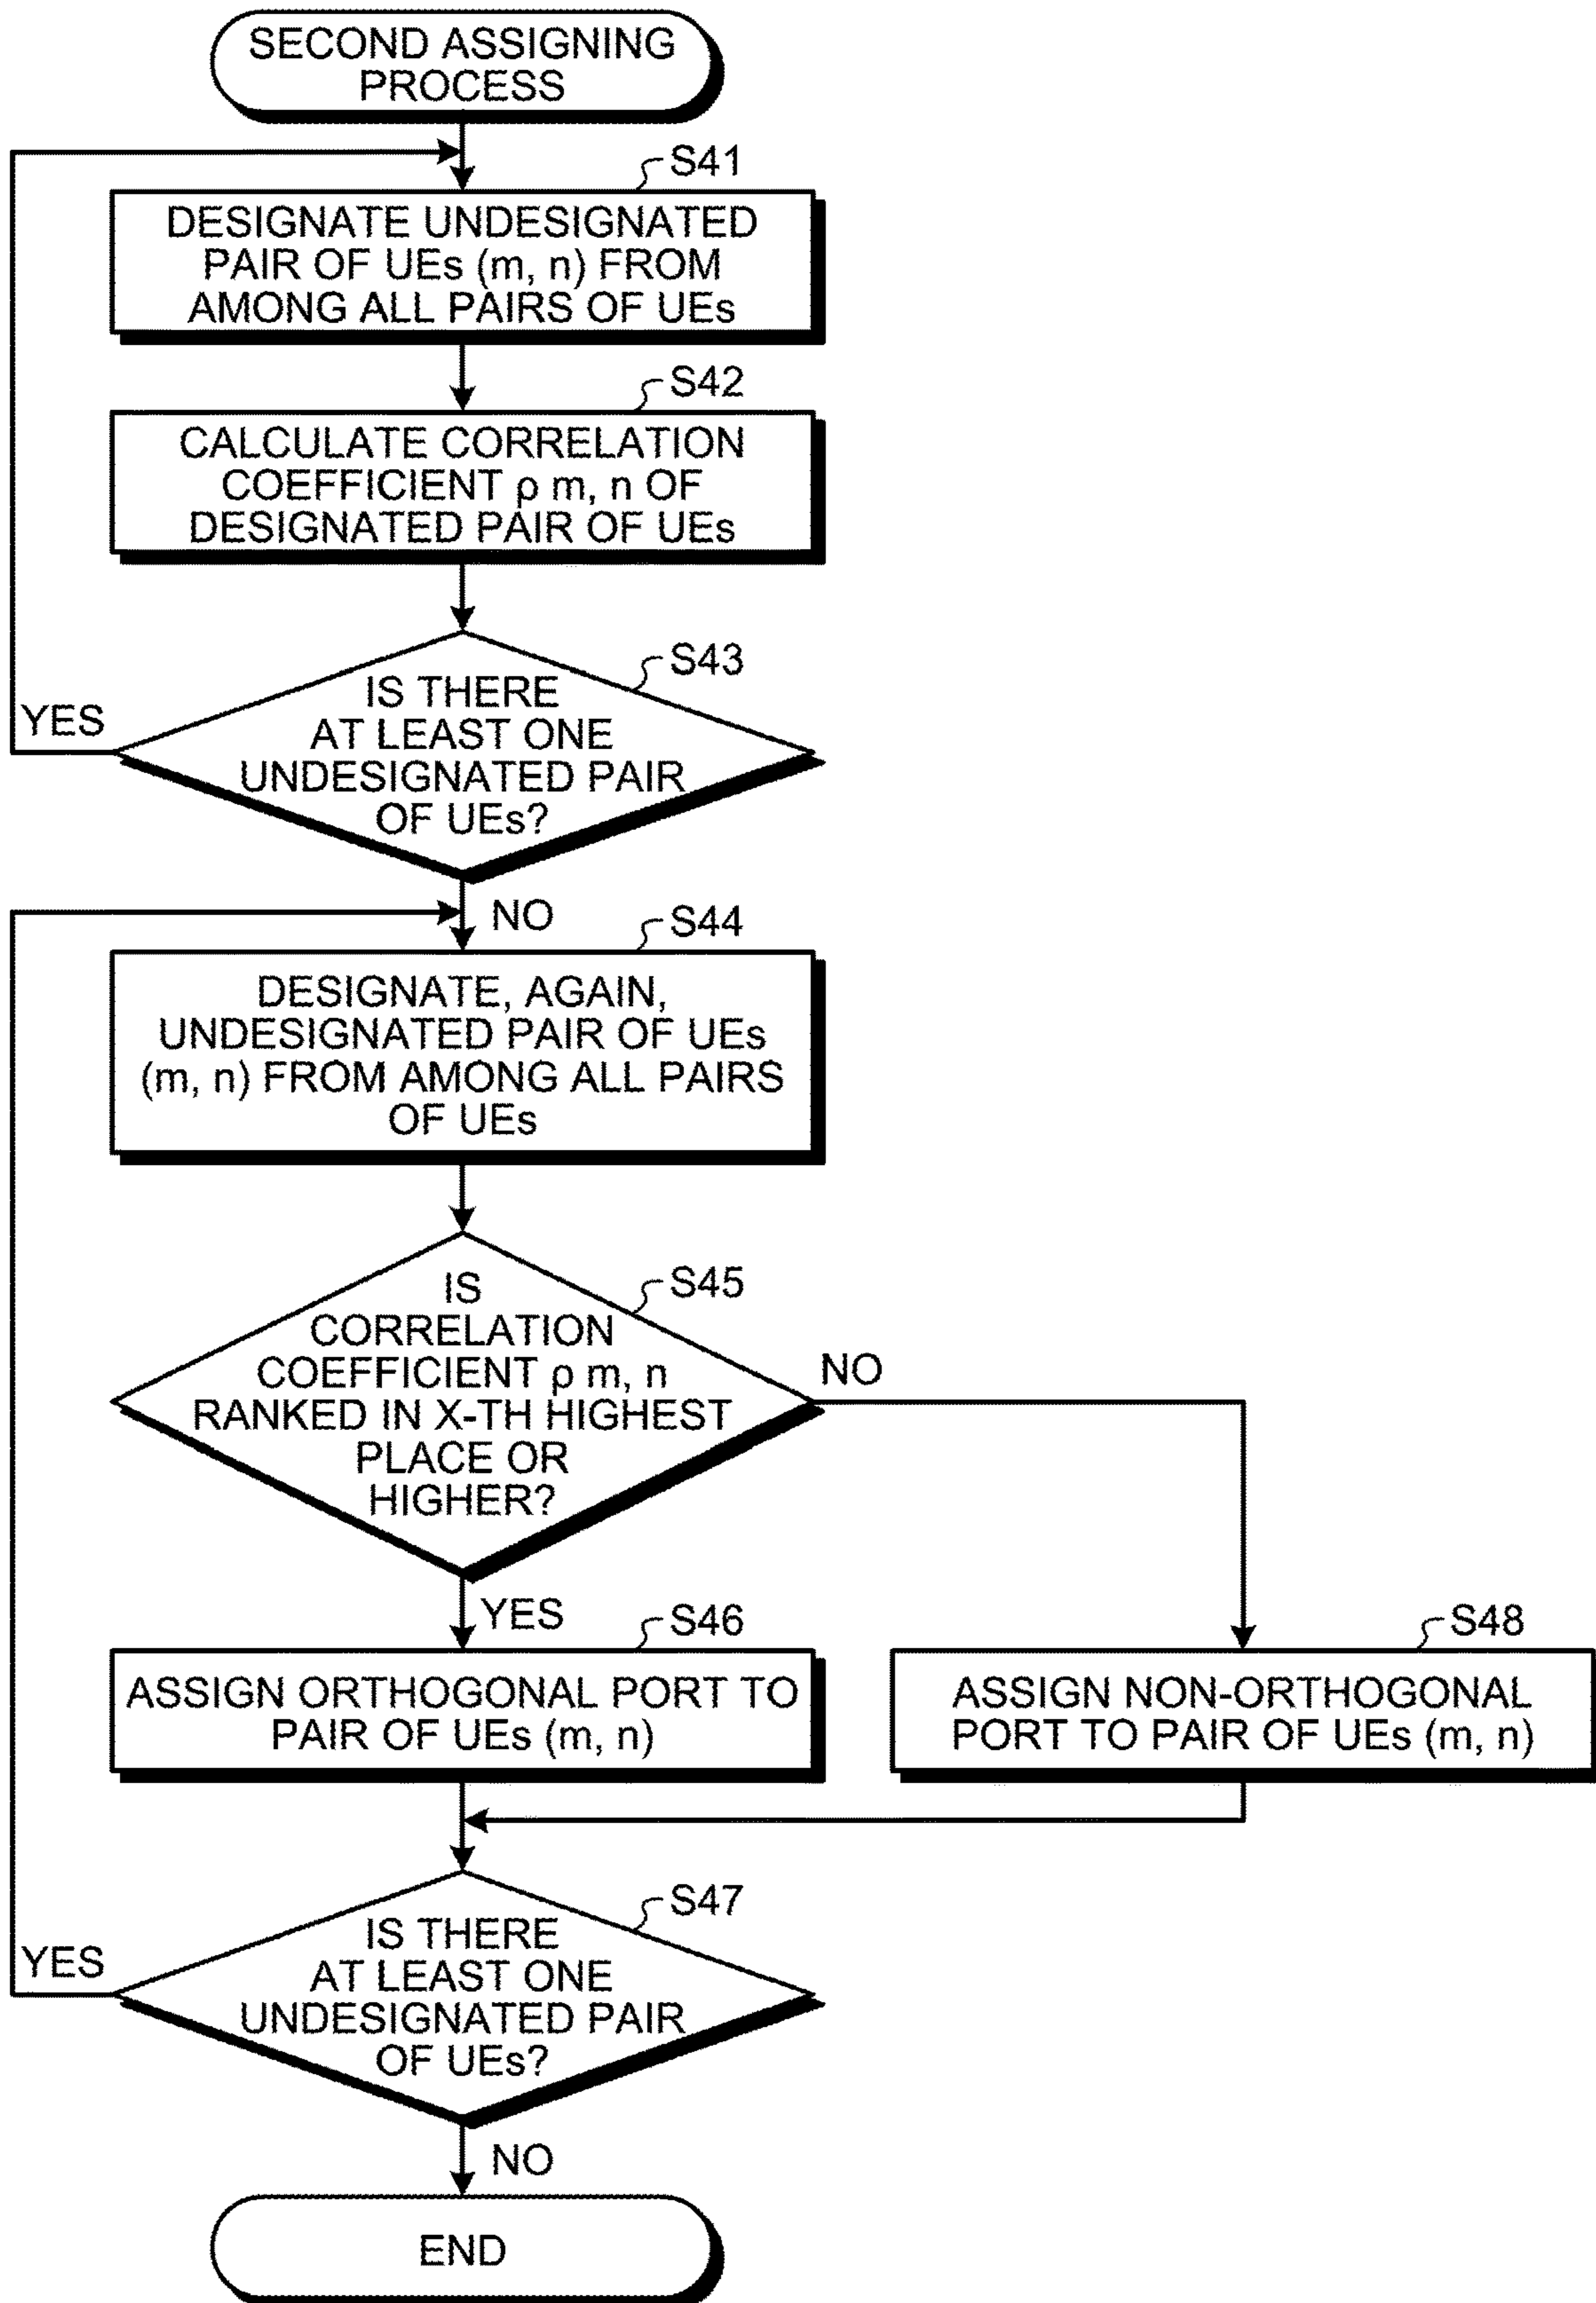 SECOND ASSIGNING
PROCESS
S41
DESIGNATE UNDESIGNATED
PAIR OF UEs (m, n) FROM
AMONG ALL PAIRS OF UEs
S42
CALCULATE CORRELATION
COEFFICIENT ρ m, n OF
DESIGNATED PAIR OF UEs
S43
IS THERE
AT LEAST ONE
UNDESIGNATED PAIR
OF UEs?
YES
NO
S44
DESIGNATE, AGAIN,
UNDESIGNATED PAIR OF UEs
(m, n) FROM AMONG ALL PAIRS
OF UEs
S45
IS
CORRELATION
COEFFICIENT ρ m, n
RANKED IN X-TH HIGHEST
PLACE OR
HIGHER?
NO
YES
S46
ASSIGN ORTHOGONAL PORT TO
PAIR OF UEs (m, n)
S48
ASSIGN NON-ORTHOGONAL
PORT TO PAIR OF UEs (m, n)
S47
IS THERE
AT LEAST ONE
UNDESIGNATED PAIR
OF UEs?
YES
NO
END